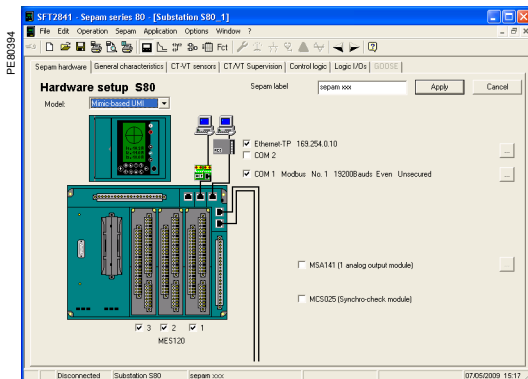 PE80394
SFT2841 - Sepam series 80 - [Substation S80_1]
File Edit Operation Sepam Application Options Window ?
Fct
Sepam hardware General characteristics CT-VT sensors CT/VT Supervision Control logic Logic I/Os GOOSE
Hardware setup S80
Sepam label sepam xxx Apply Cancel
Model: Mimic-based UMI
Ethernet-TP 169.254.0.10 ...
COM 2
COM 1 Modbus No. 1 19200Bauds Even Unsecured ...
MSA141 (1 analog output module)
MCS025 (Synchro-check module)
3 2 1
MES120
Disconnected Substation S80 sepam xxx 07/05/2009 15:17